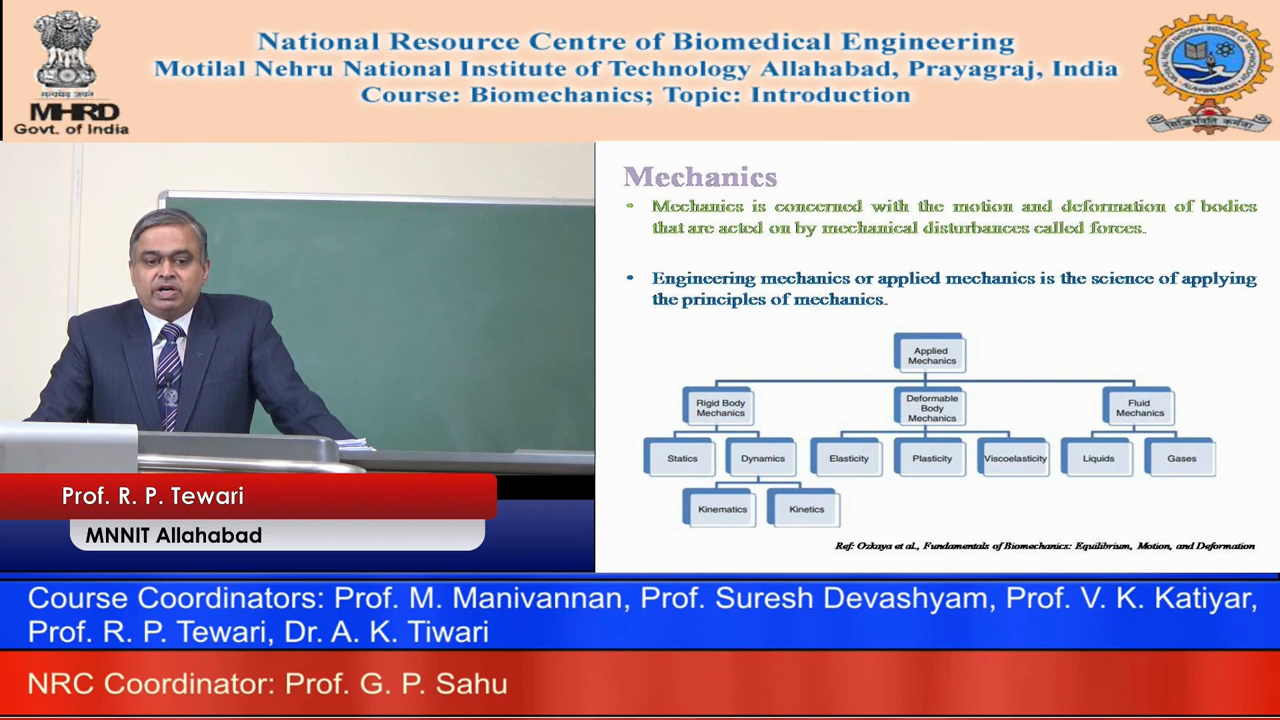 National Resource Centre of Biomedical Engineering
Motilal Nehru National Institute of Technology Allahabad, Prayagraj, India
Course: Biomechanics; Topic: Introduction
सत्यमेव जयते
MHRD
Govt. of India
Mechanics
• Mechanics is concerned with the motion and deformation of bodies
that are acted on by mechanical disturbances called forces.
• Engineering mechanics or applied mechanics is the science of applying
the principles of mechanics.
Applied
Mechanics
Rigid Body
Mechanics
Deformable
Body
Mechanics
Fluid
Mechanics
Statics
Dynamics
Elasticity
Plasticity
Viscoelasticity
Liquids
Gases
Kinematics
Kinetics
Ref: Ozkaya et al., Fundamentals of Biomechanics: Equilibrium, Motion, and Deformation
Prof. R. P. Tewari
MNNIT Allahabad
Course Coordinators: Prof. M. Manivannan, Prof. Suresh Devashyam, Prof. V. K. Katiyar,
Prof. R. P. Tewari, Dr. A. K. Tiwari
NRC Coordinator: Prof. G. P. Sahu